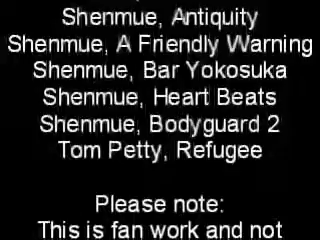 Shenmue, Antiquity
Shenmue, A Friendly Warning
Shenmue, Bar Yokosuka
Shenmue, Heart Beats
Shenmue, Bodyguard 2
Tom Petty, Refugee
Please note:
This is fan work and not